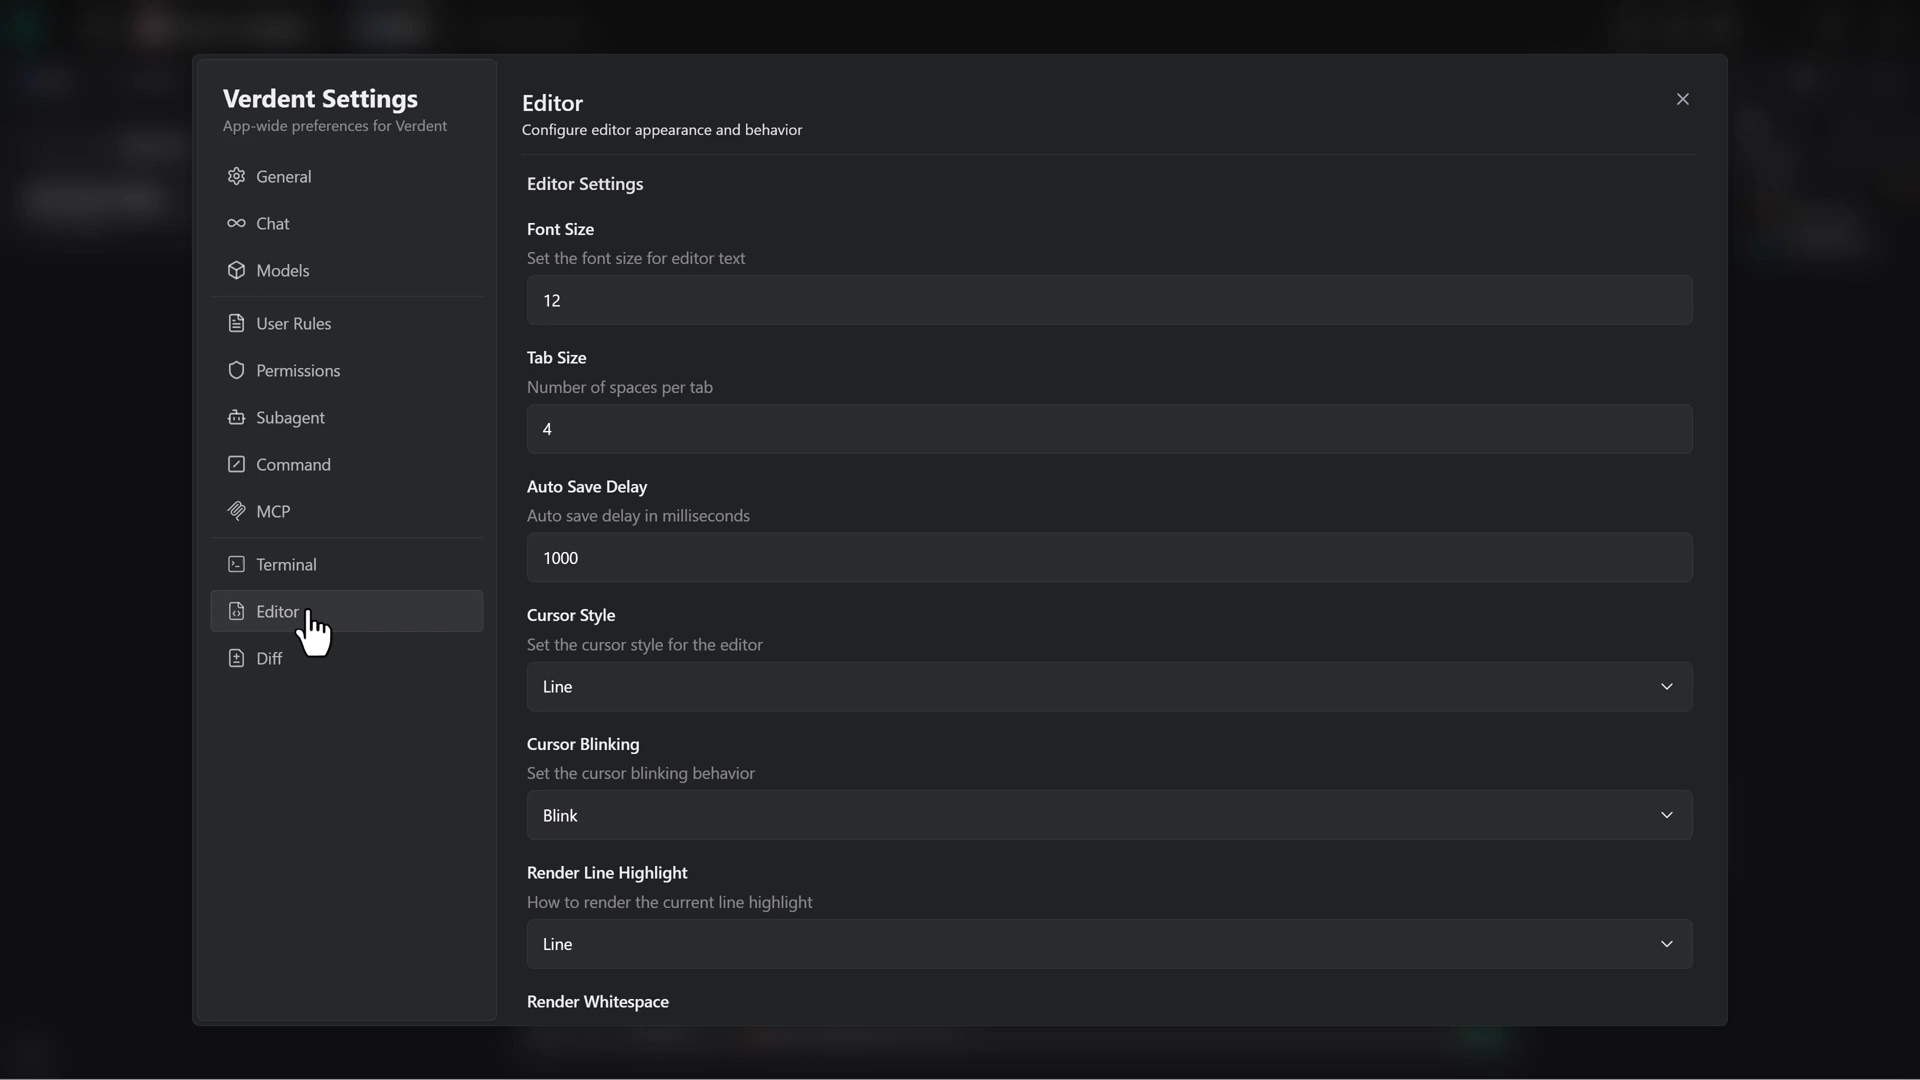 Verdent Settings
App-wide preferences for Verdent
General
Chat
Models
User Rules
Permissions
Subagent
Command
MCP
Terminal
Editor
Diff
Editor
Configure editor appearance and behavior
Editor Settings
Font Size
Set the font size for editor text
12
Tab Size
Number of spaces per tab
4
Auto Save Delay
Auto save delay in milliseconds
1000
Cursor Style
Set the cursor style for the editor
Line
Cursor Blinking
Set the cursor blinking behavior
Blink
Render Line Highlight
How to render the current line highlight
Line
Render Whitespace